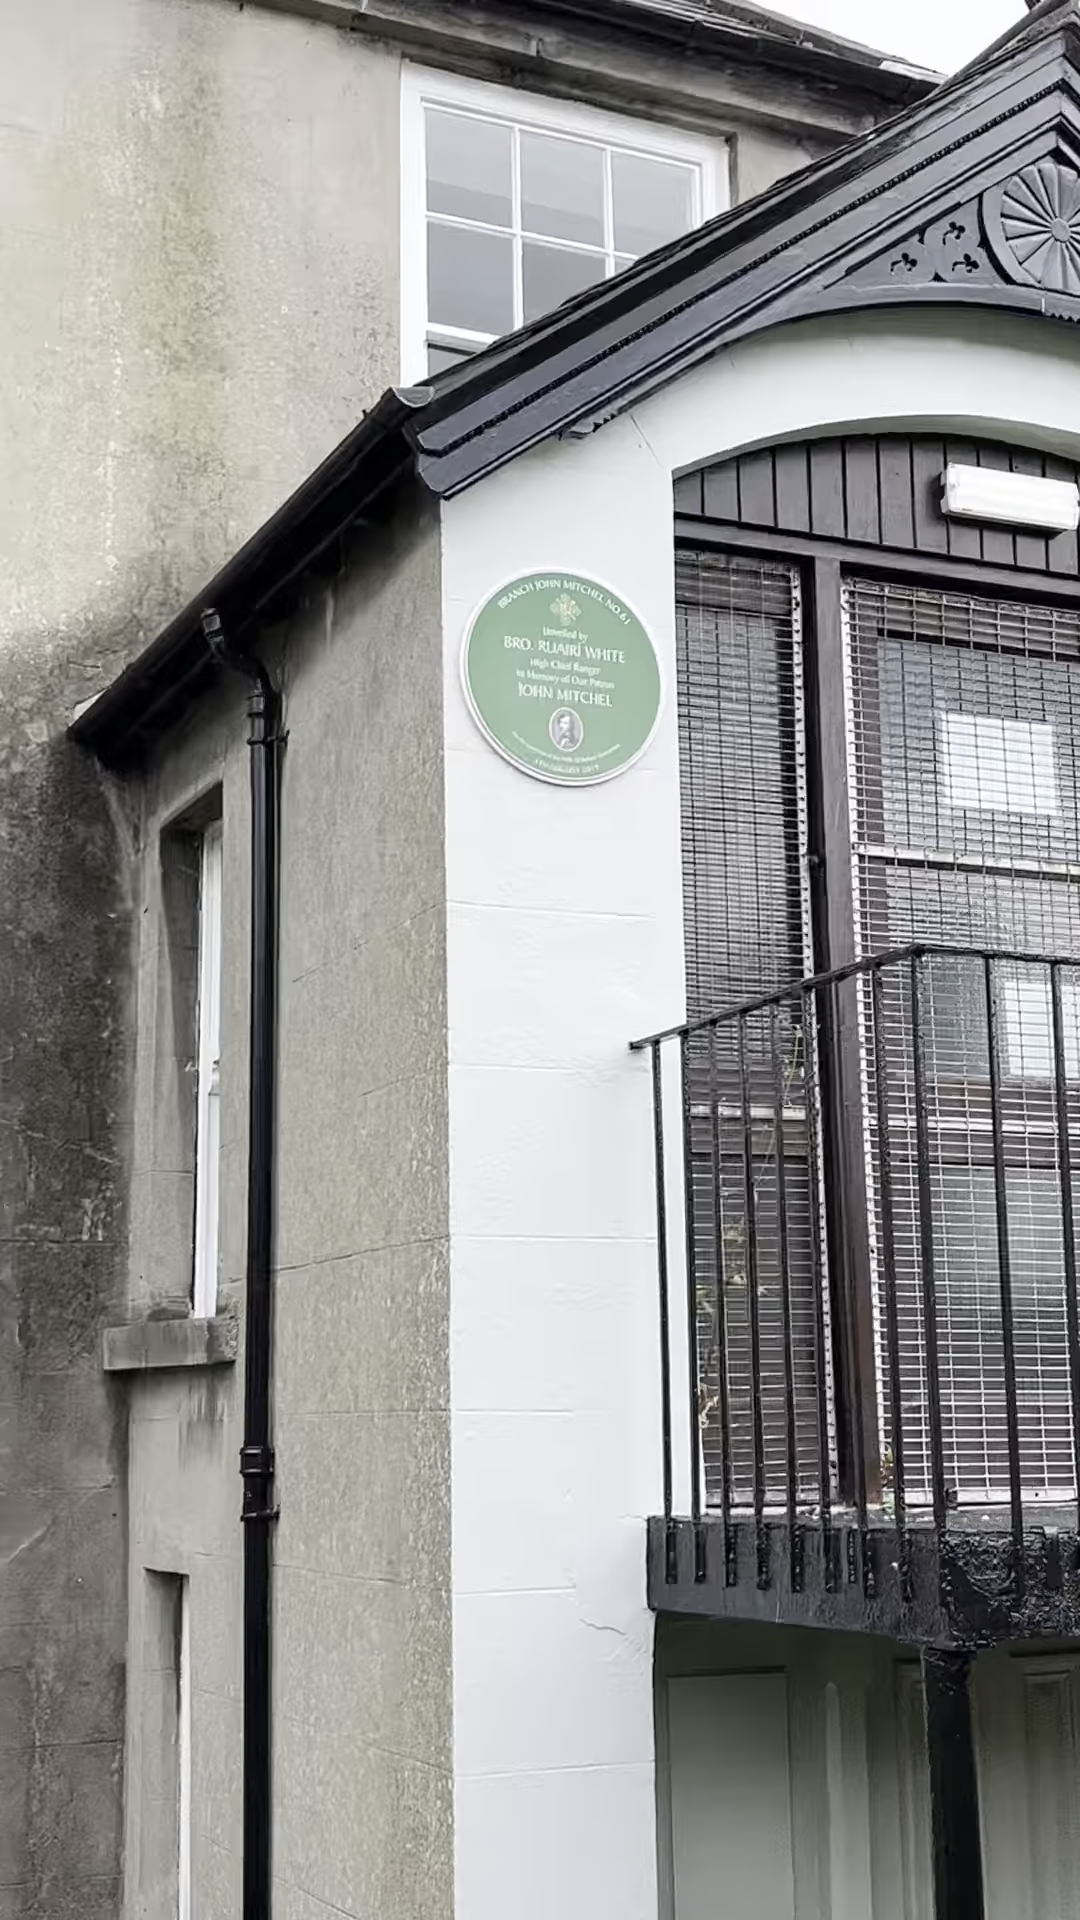 BRANCH JOHN MITCHEL NO 61
Unveiled by
BRO. RUAIRÍ WHITE
High Chief Ranger
In Memory of Our Patron
JOHN MITCHEL